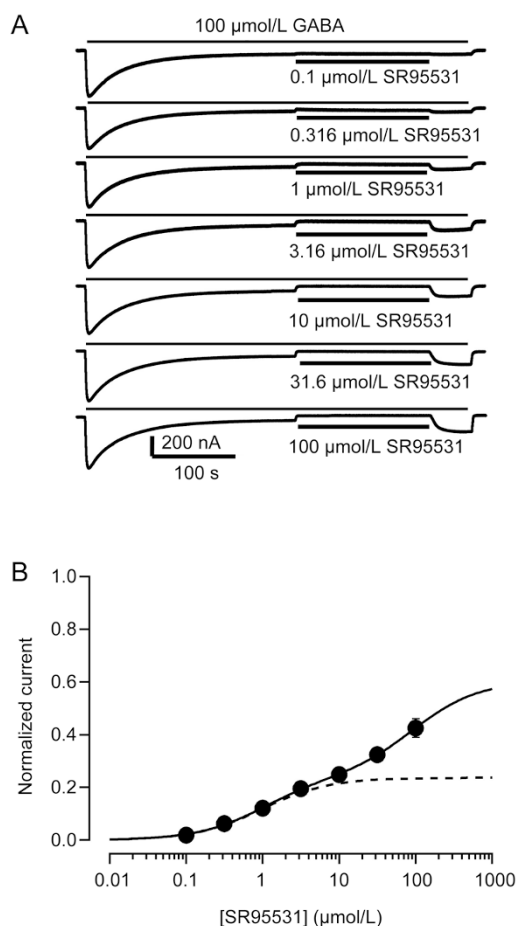 A
100 µmol/L GABA
0.1 µmol/L SR95531
0.316 µmol/L SR95531
1 µmol/L SR95531
3.16 µmol/L SR95531
10 µmol/L SR95531
31.6 µmol/L SR95531
200 nA
100 µmol/L SR95531
100 s
B
1.0
0.8
0.6
0.4
0.2
0.0
Normalized current
0.01 0.1 1 10 100 1000
[SR95531] (µmol/L)